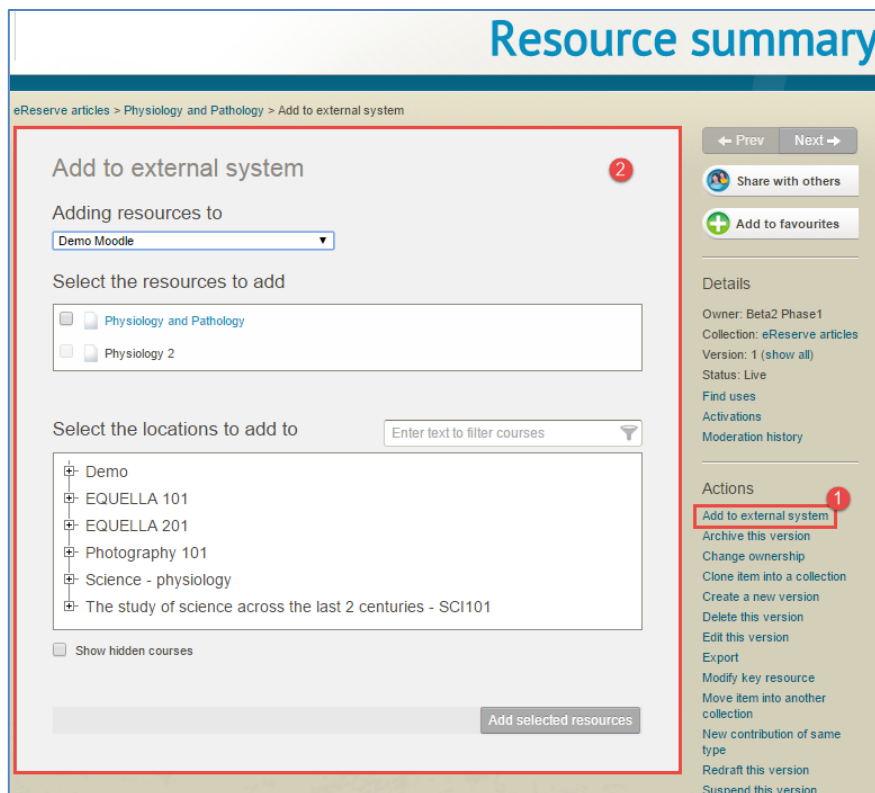 Resource summary
eReserve articles > Physiology and Pathology > Add to external system
Add to external system
2
Adding resources to
Demo Moodle
Select the resources to add
Physiology and Pathology
Physiology 2
Select the locations to add to
Enter text to filter courses
Demo
EQUELLA 101
EQUELLA 201
Photography 101
Science - physiology
The study of science across the last 2 centuries - SCI101
Show hidden courses
Add selected resources
Prev Next
Share with others
Add to favourites
Details
Owner: Beta2 Phase1
Collection: eReserve articles
Version: 1 (show all)
Status: Live
Find uses
Activations
Moderation history
Actions
1
Add to external system
Archive this version
Change ownership
Clone item into a collection
Create a new version
Delete this version
Edit this version
Export
Modify key resource
Move item into another
collection
New contribution of same
type
Redraft this version
Suspend this version